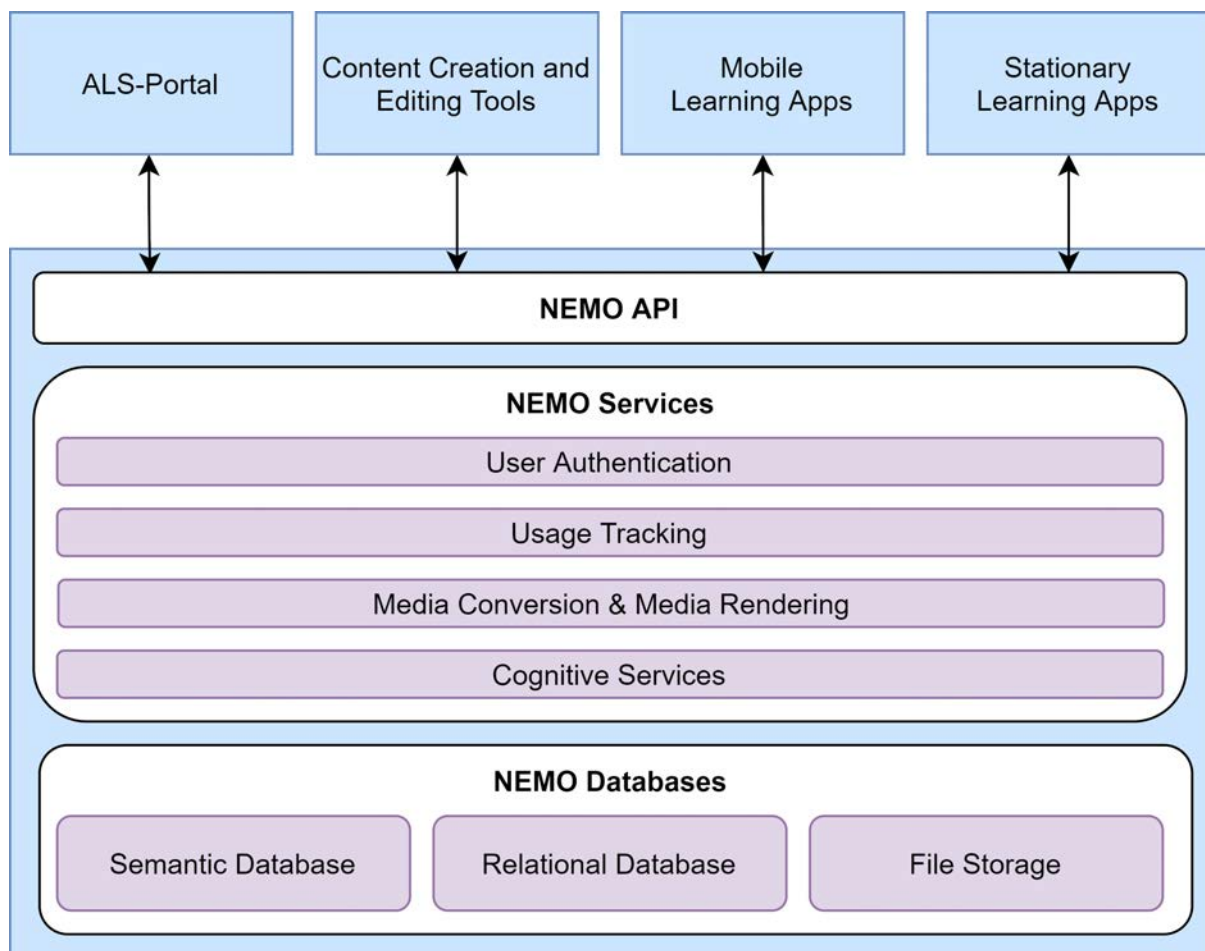 ALS-Portal
Content Creation and
Editing Tools
Mobile
Learning Apps
Stationary
Learning Apps
NEMO API
NEMO Services
User Authentication
Usage Tracking
Media Conversion & Media Rendering
Cognitive Services
NEMO Databases
Semantic Database
Relational Database
File Storage